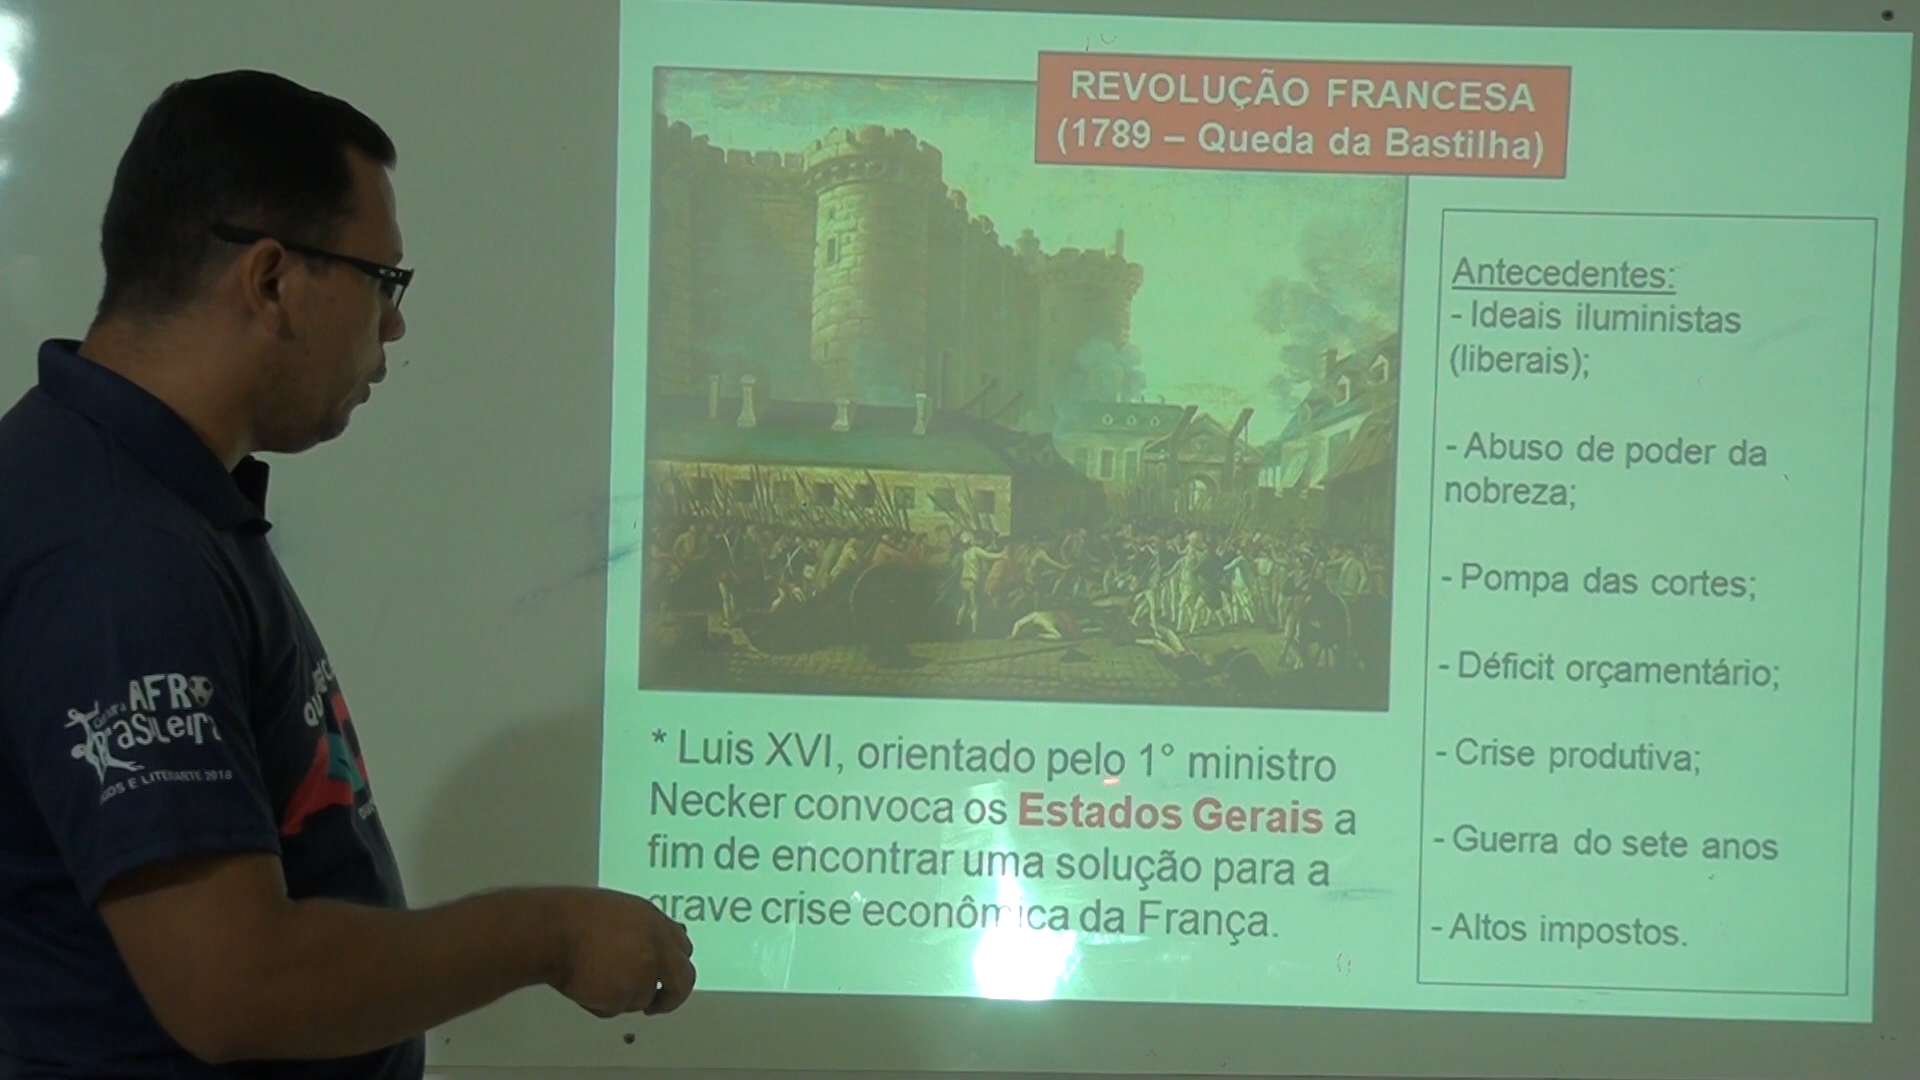 REVOLUÇÃO FRANCESA
(1789 – Queda da Bastilha)
Antecedentes:
- Ideais iluministas
(liberais);
- Abuso de poder da
nobreza;
- Pompa das cortes;
- Déficit orçamentário;
- Crise produtiva;
- Guerra do sete anos
- Altos impostos.
* Luis XVI, orientado pelo 1° ministro
Necker convoca os Estados Gerais a
fim de encontrar uma solução para a
grave crise econômica da França.
AFRO
Brasileira
E LITERARTE 2018